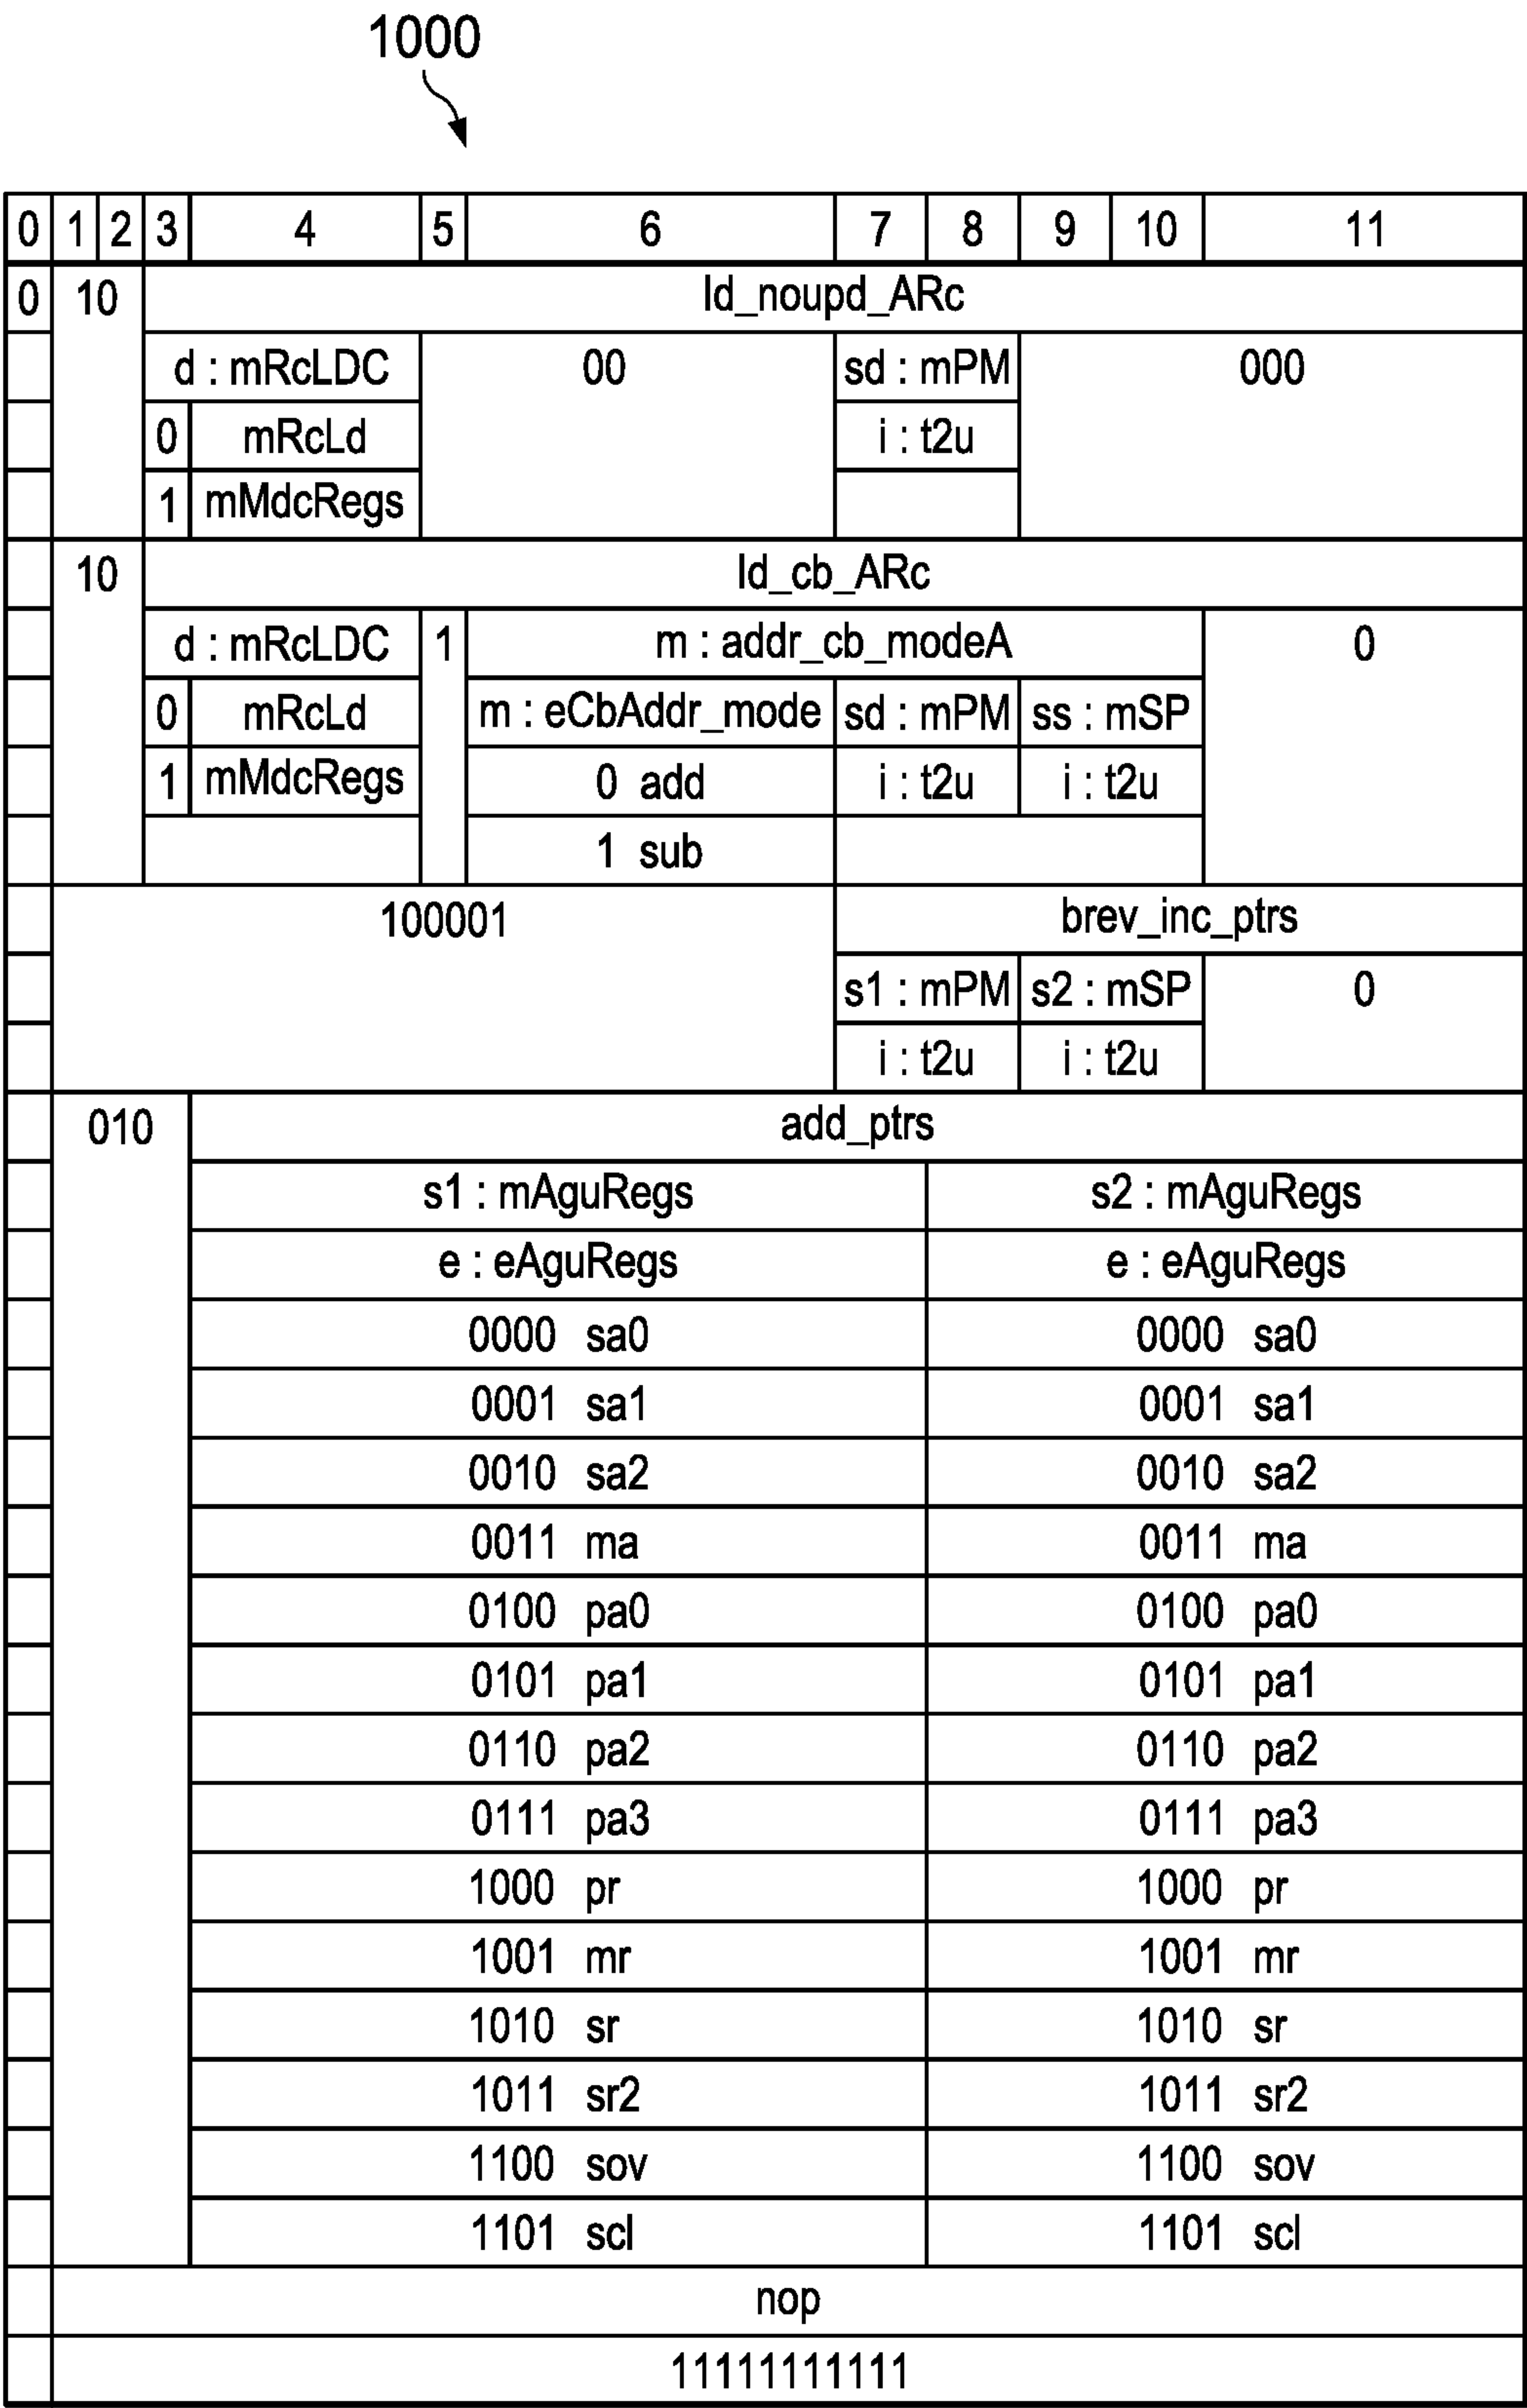 1000
0 1 2 3 4 5 6 7 8 9 10 11
0 10 ld_noupd_ARc
d : mRcLDC 00 sd : mPM 000
0 mRcLd i : t2u
1 mMdcRegs
10 ld_cb_ARc
d : mRcLDC 1 m : addr_cb_modeA 0
0 mRcLd m : eCbAddr_mode sd : mPM ss : mSP
1 mMdcRegs 0 add i : t2u i : t2u
1 sub
100001 brev_inc_ptrs
s1 : mPM s2 : mSP 0
i : t2u i : t2u
010 add_ptrs
s1 : mAguRegs s2 : mAguRegs
e : eAguRegs e : eAguRegs
0000 sa0 0000 sa0
0001 sa1 0001 sa1
0010 sa2 0010 sa2
0011 ma 0011 ma
0100 pa0 0100 pa0
0101 pa1 0101 pa1
0110 pa2 0110 pa2
0111 pa3 0111 pa3
1000 pr 1000 pr
1001 mr 1001 mr
1010 sr 1010 sr
1011 sr2 1011 sr2
1100 sov 1100 sov
1101 scl 1101 scl
nop
11111111111